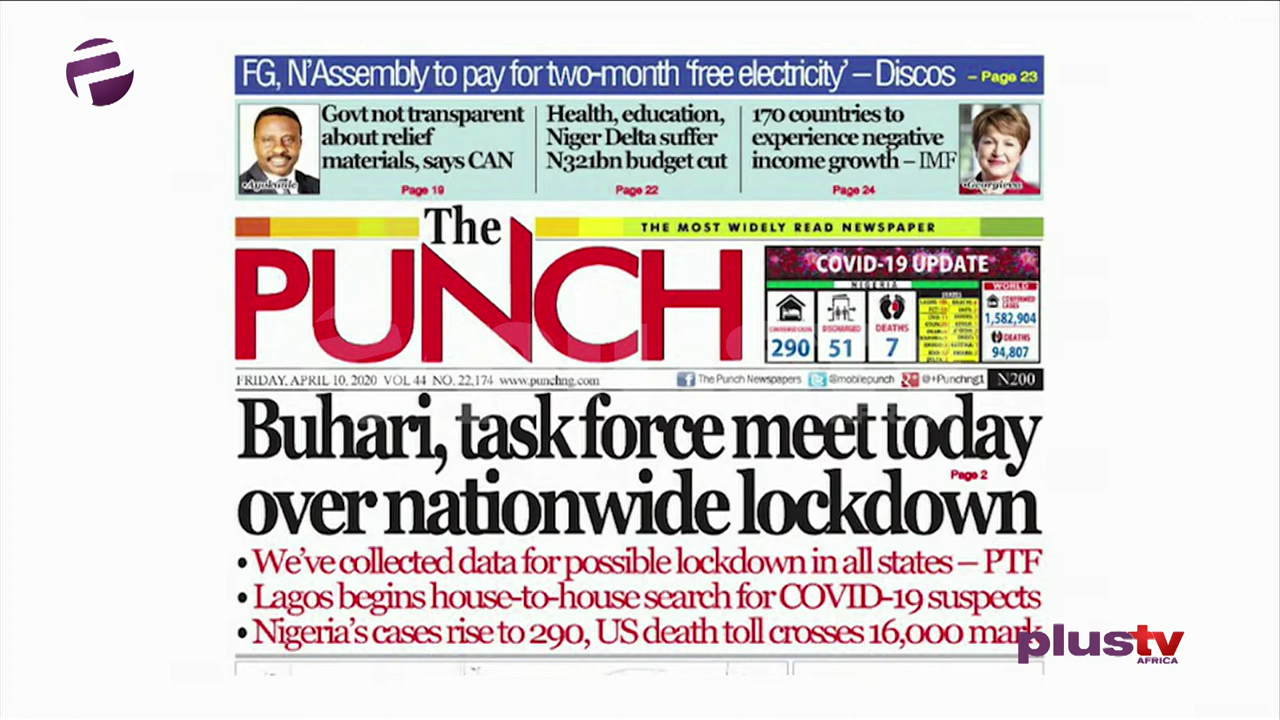 FG, N'Assembly to pay for two-month 'free electricity' – Discos – Page 23
Govt not transparent
about relief
materials, says CAN
Page 19
•Ayokunle
Health, education,
Niger Delta suffer
N321bn budget cut
Page 22
170 countries to
experience negative
income growth – IMF
Page 24
•Georgieva
The
PUNCH
THE MOST WIDELY READ NEWSPAPER
COVID-19 UPDATE
NIGERIA
CONFIRMED CASES
290
DISCHARGED
51
DEATHS
7
STATES
WORLD
CONFIRMED
CASES
1,582,904
DEATHS
94,807
FRIDAY, APRIL 10, 2020 VOL 44 NO. 22,174 www.punchng.com
The Punch Newspapers @mobilepunch @+Punchng1 N200
Buhari, task force meet today
Page 2
over nationwide lockdown
• We've collected data for possible lockdown in all states – PTF
• Lagos begins house-to-house search for COVID-19 suspects
• Nigeria's cases rise to 290, US death toll crosses 16,000 mark
plustv
AFRICA